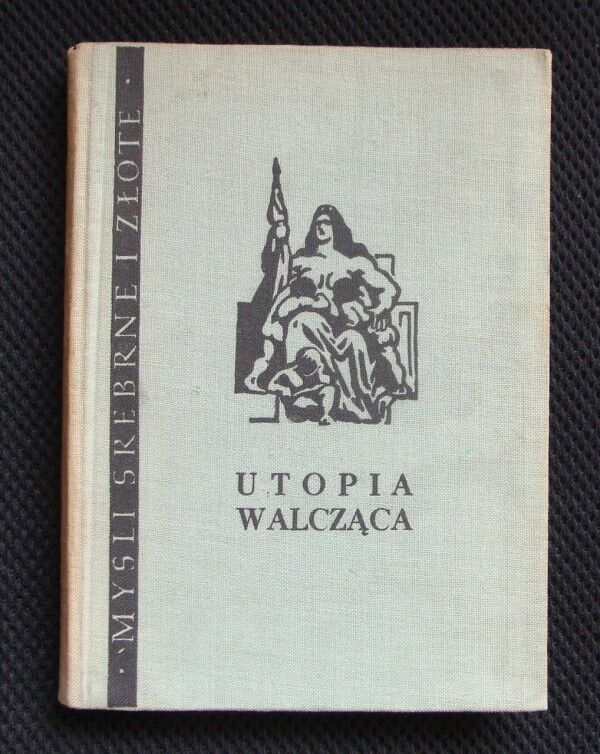 · MYŚLI SREBRNE I ZŁOTE ·
UTOPIA
WALCZĄCA